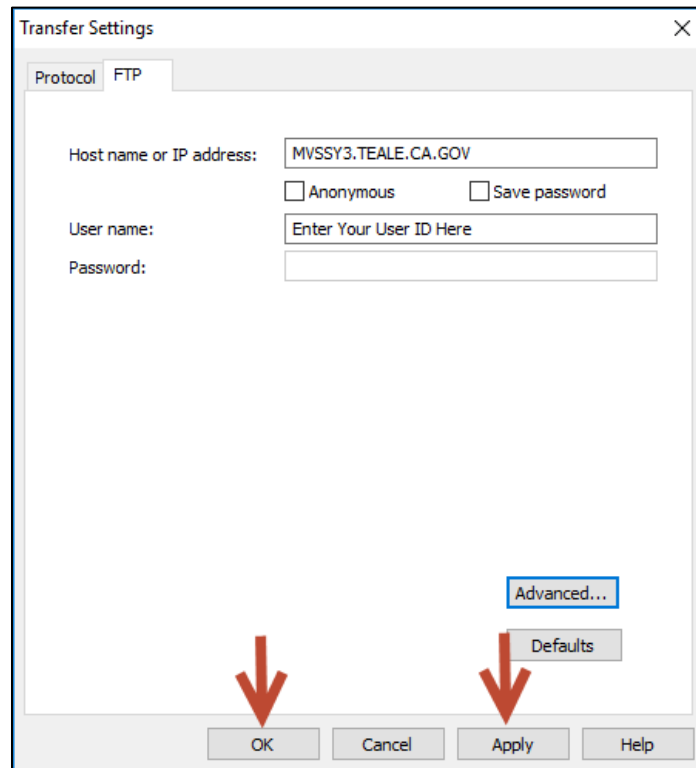 Transfer Settings
Protocol FTP
Host name or IP address: MVSSY3.TEALE.CA.GOV
Anonymous Save password
User name: Enter Your User ID Here
Password:
Advanced...
Defaults
OK Cancel Apply Help